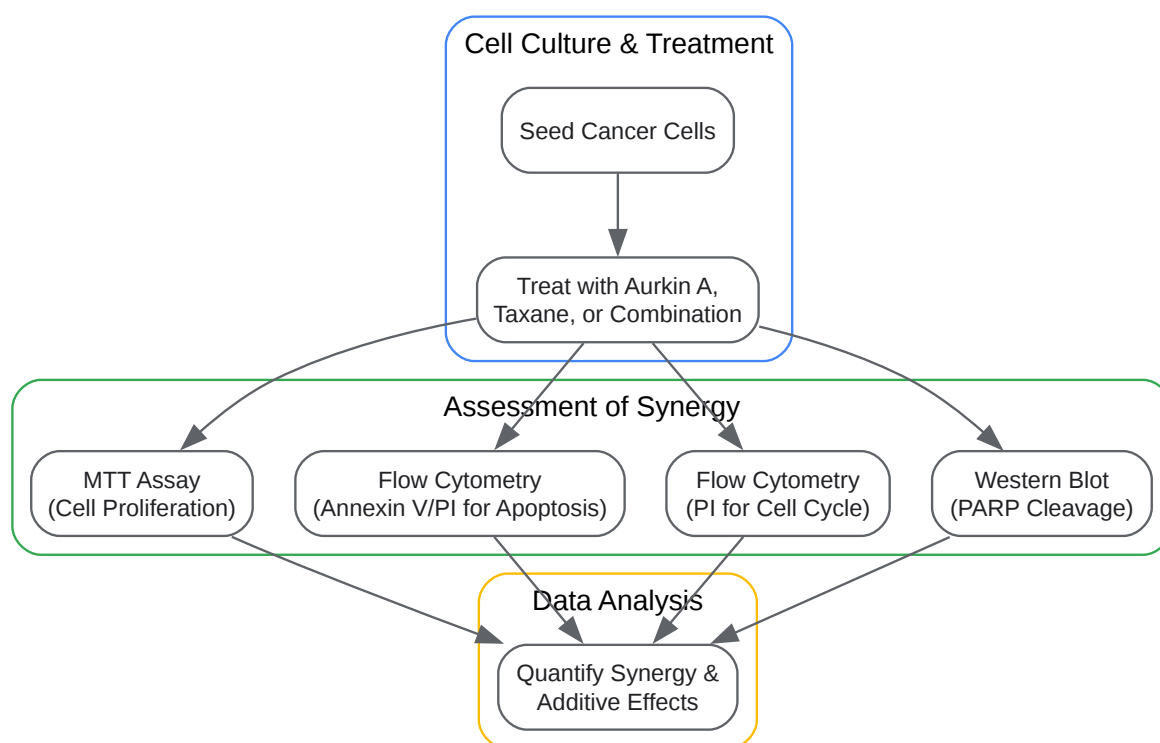 Cell Culture & Treatment
Seed Cancer Cells
Treat with Aurkin A,
Taxane, or Combination
Assessment of Synergy
MTT Assay
(Cell Proliferation)
Flow Cytometry
(Annexin V/PI for Apoptosis)
Flow Cytometry
(PI for Cell Cycle)
Western Blot
(PARP Cleavage)
Data Analysis
Quantify Synergy &
Additive Effects